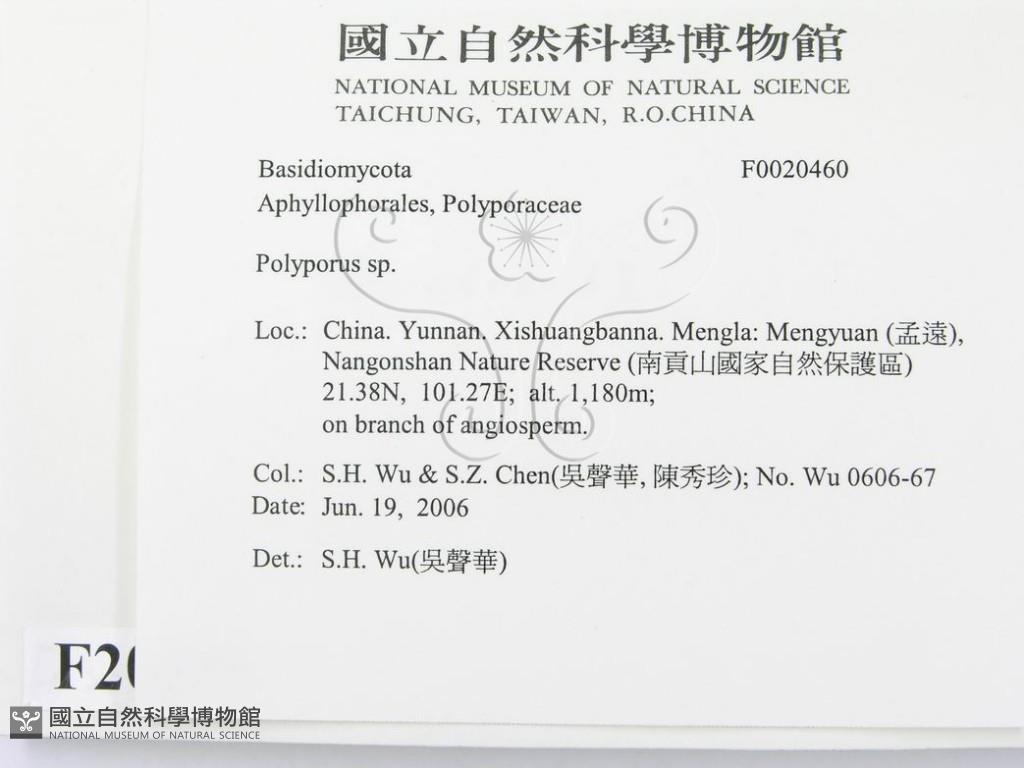 國立自然科學博物館
NATIONAL MUSEUM OF NATURAL SCIENCE
TAICHUNG, TAIWAN, R.O.CHINA
Basidiomycota F0020460
Aphyllophorales, Polyporaceae
Polyporus sp.
Loc.: China. Yunnan. Xishuangbanna. Mengla: Mengyuan (孟遠),
Nangonshan Nature Reserve (南貢山國家自然保護區)
21.38N, 101.27E; alt. 1,180m;
on branch of angiosperm.
Col.: S.H. Wu & S.Z. Chen(吳聲華, 陳秀珍); No. Wu 0606-67
Date: Jun. 19, 2006
Det.: S.H. Wu(吳聲華)
F20
國立自然科學博物館
NATIONAL MUSEUM OF NATURAL SCIENCE